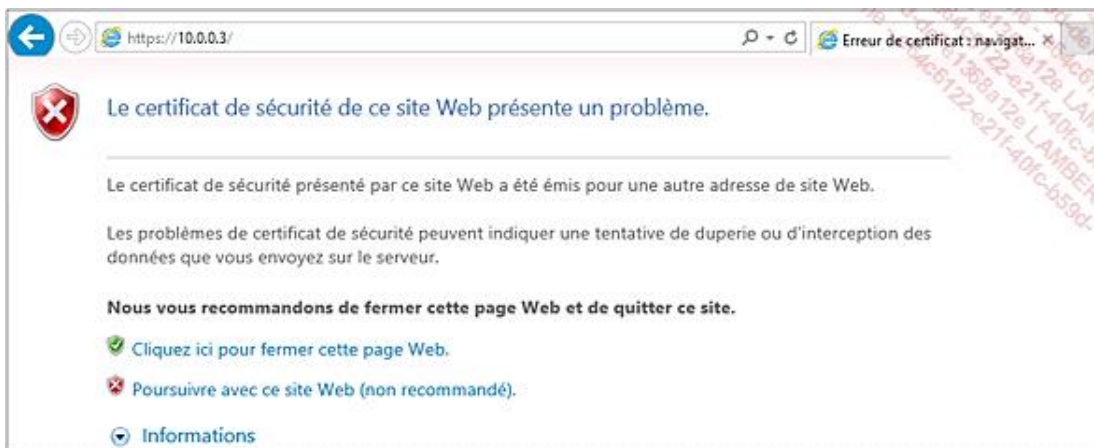 https://10.0.0.3/
Erreur de certificat : navigat...
Le certificat de sécurité de ce site Web présente un problème.
Le certificat de sécurité présenté par ce site Web a été émis pour une autre adresse de site Web.
Les problèmes de certificat de sécurité peuvent indiquer une tentative de duperie ou d'interception des
données que vous envoyez sur le serveur.
Nous vous recommandons de fermer cette page Web et de quitter ce site.
Cliquez ici pour fermer cette page Web.
Poursuivre avec ce site Web (non recommandé).
Informations